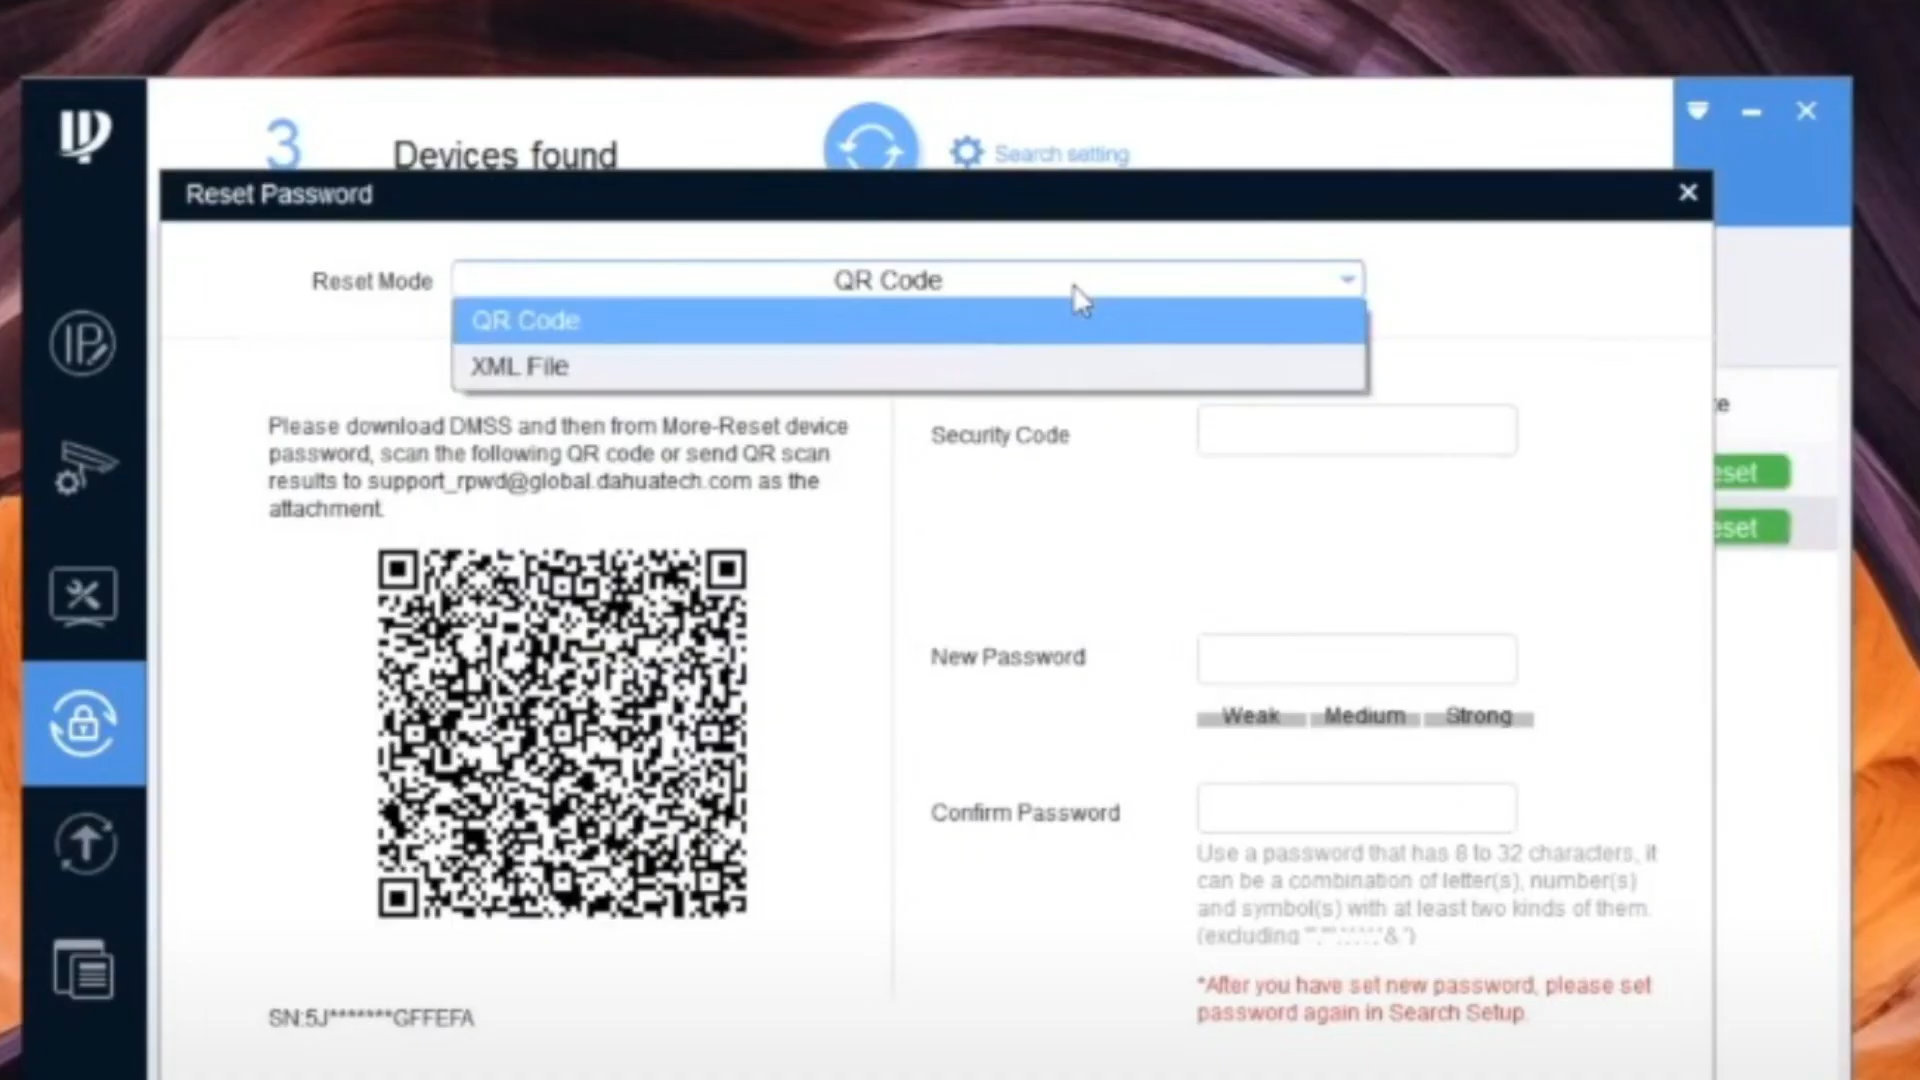 3 Devices found Search setting
Reset Password
Reset Mode QR Code
QR Code
XML File
Please download DMSS and then from More-Reset device
password, scan the following QR code or send QR scan
results to support_rpwd@global.dahuatech.com as the
attachment.
SN:5J*******GFFEFA
Security Code
New Password
Weak Medium Strong
Confirm Password
Use a password that has 8 to 32 characters, it
can be a combination of letter(s), number(s)
and symbol(s) with at least two kinds of them.
(excluding
*After you have set new password, please set
password again in Search Setup.
eset
eset
IP